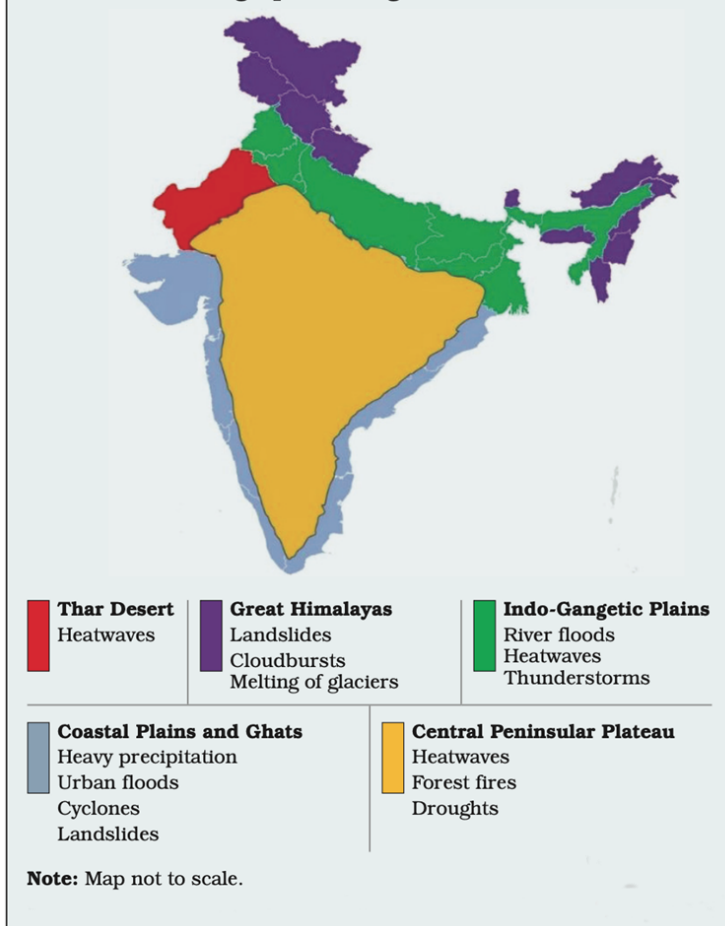 Thar Desert
Heatwaves
Great Himalayas
Landslides
Cloudbursts
Melting of glaciers
Indo-Gangetic Plains
River floods
Heatwaves
Thunderstorms
Coastal Plains and Ghats
Heavy precipitation
Urban floods
Cyclones
Landslides
Central Peninsular Plateau
Heatwaves
Forest fires
Droughts
Note: Map not to scale.